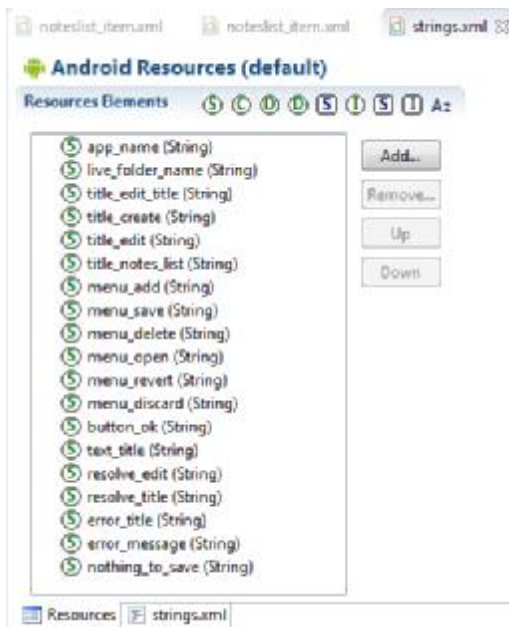 noteslist_item.xml noteslist_item.xml strings.xml
Android Resources (default)
Resources Elements S C D D S I S I Az
S app_name (String)
S live_folder_name (String)
S title_edit_title (String)
S title_create (String)
S title_edit (String)
S title_notes_list (String)
S menu_add (String)
S menu_save (String)
S menu_delete (String)
S menu_open (String)
S menu_revert (String)
S menu_discard (String)
S button_ok (String)
S text_title (String)
S resolve_edit (String)
S resolve_title (String)
S error_title (String)
S error_message (String)
S nothing_to_save (String)
Add...
Remove...
Up
Down
Resources strings.xml